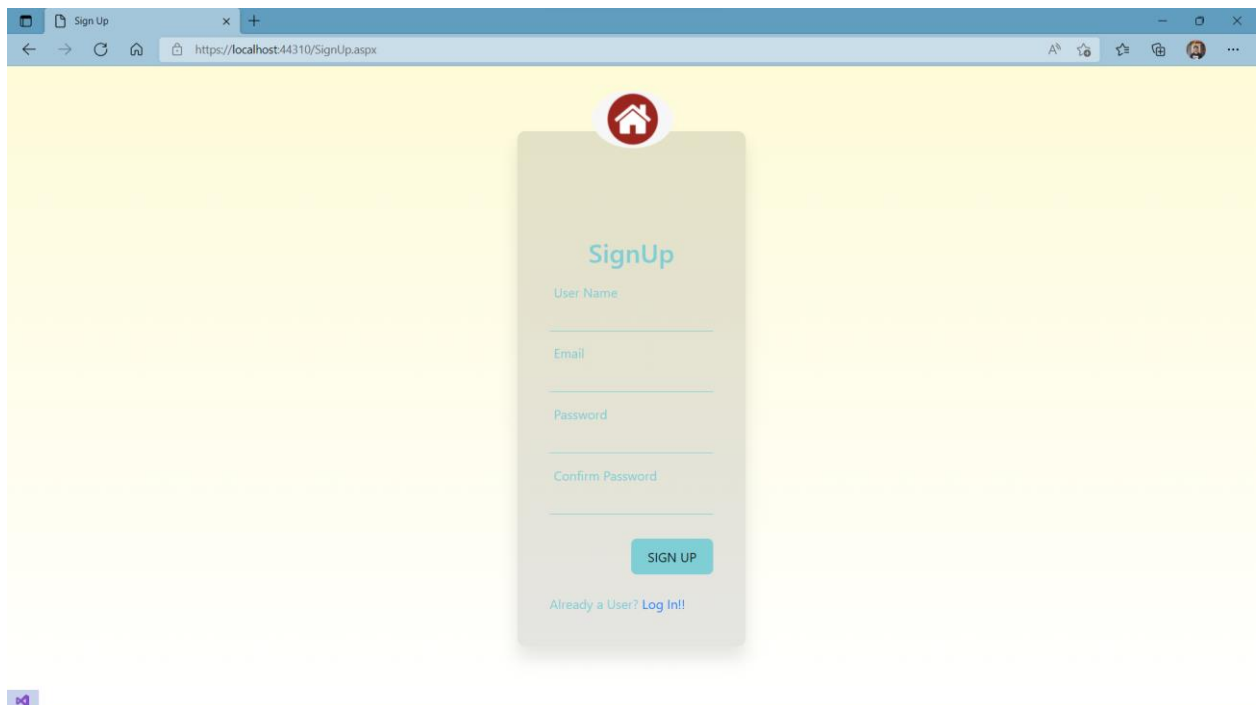 Sign Up
https://localhost:44310/SignUp.aspx
SignUp
User Name
Email
Password
Confirm Password
SIGN UP
Already a User? Log In!!